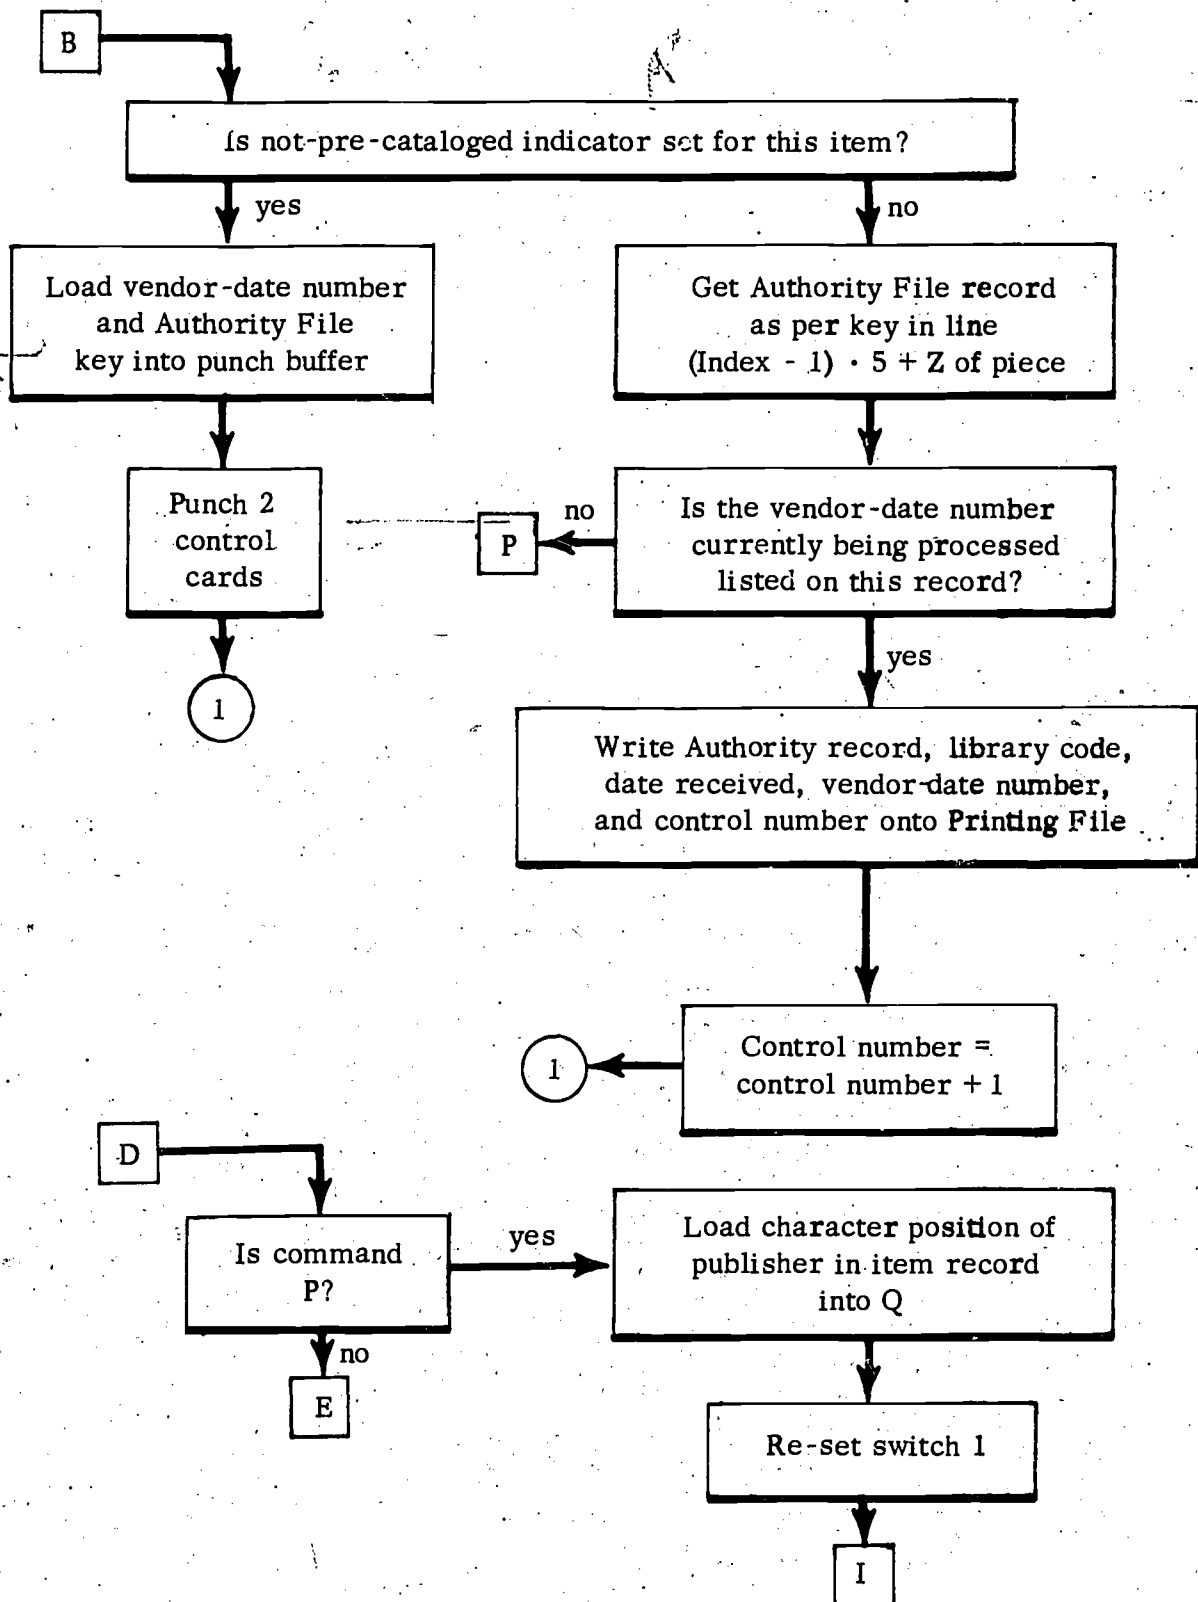 B
Is not-pre-cataloged indicator set for this item?
yes
no
Load vendor-date number
and Authority File
key into punch buffer
Get Authority File record
as per key in line
(Index - 1) · 5 + Z of piece
Punch 2
control
cards
P
no
Is the vendor-date number
currently being processed
listed on this record?
1
yes
Write Authority record, library code,
date received, vendor-date number,
and control number onto Printing File
1
Control number =
control number + 1
D
Is command
P?
yes
Load character position of
publisher in item record
into Q
no
E
Re-set switch 1
I